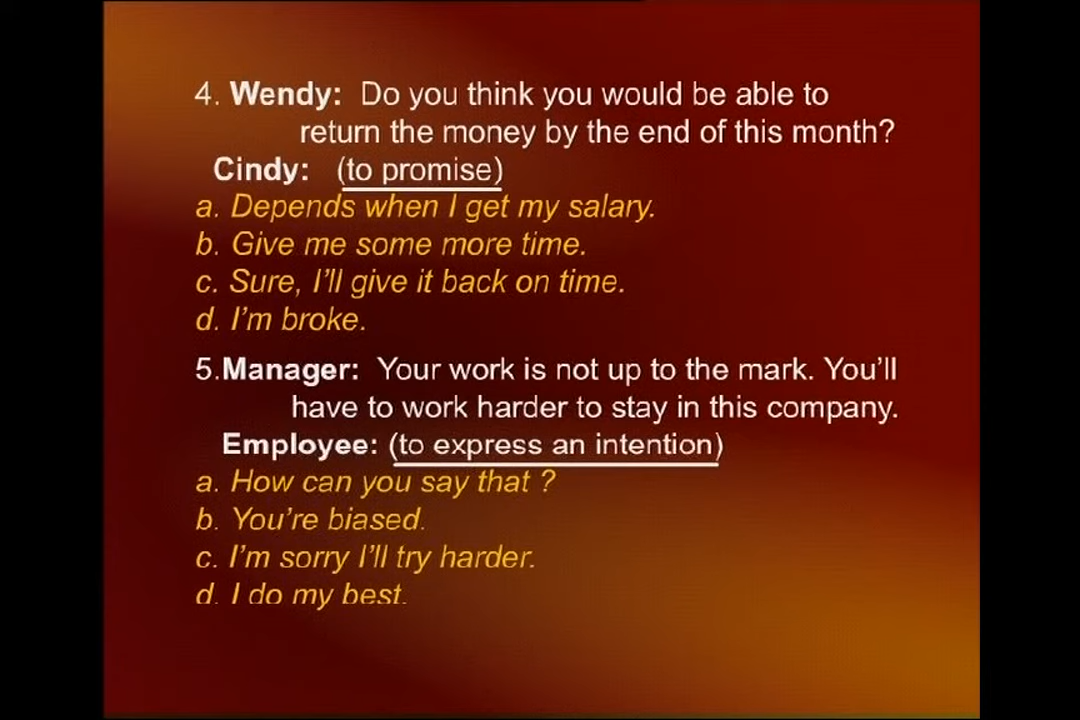 4. Wendy: Do you think you would be able to
return the money by the end of this month?
Cindy: (to promise)
a. Depends when I get my salary.
b. Give me some more time.
c. Sure, I'll give it back on time.
d. I'm broke.
5.Manager: Your work is not up to the mark. You'll
have to work harder to stay in this company.
Employee: (to express an intention)
a. How can you say that ?
b. You're biased.
c. I'm sorry I'll try harder.
d. I do my best.